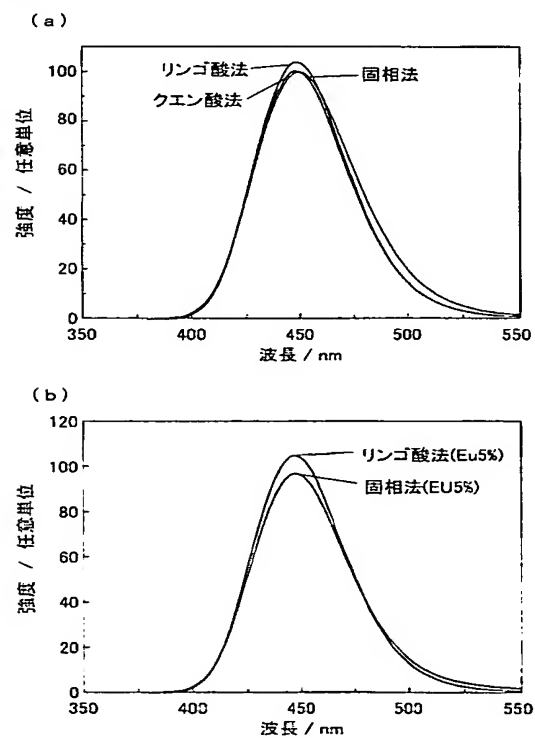 (a)
リンゴ酸法
固相法
クエン酸法
強度 / 任意単位
100
80
60
40
20
0
350
400
450
500
550
波長 / nm
(b)
リンゴ酸法(Eu5%)
固相法(EU5%)
強度 / 任意単位
120
100
80
60
40
20
0
350
400
450
500
550
波長 / nm